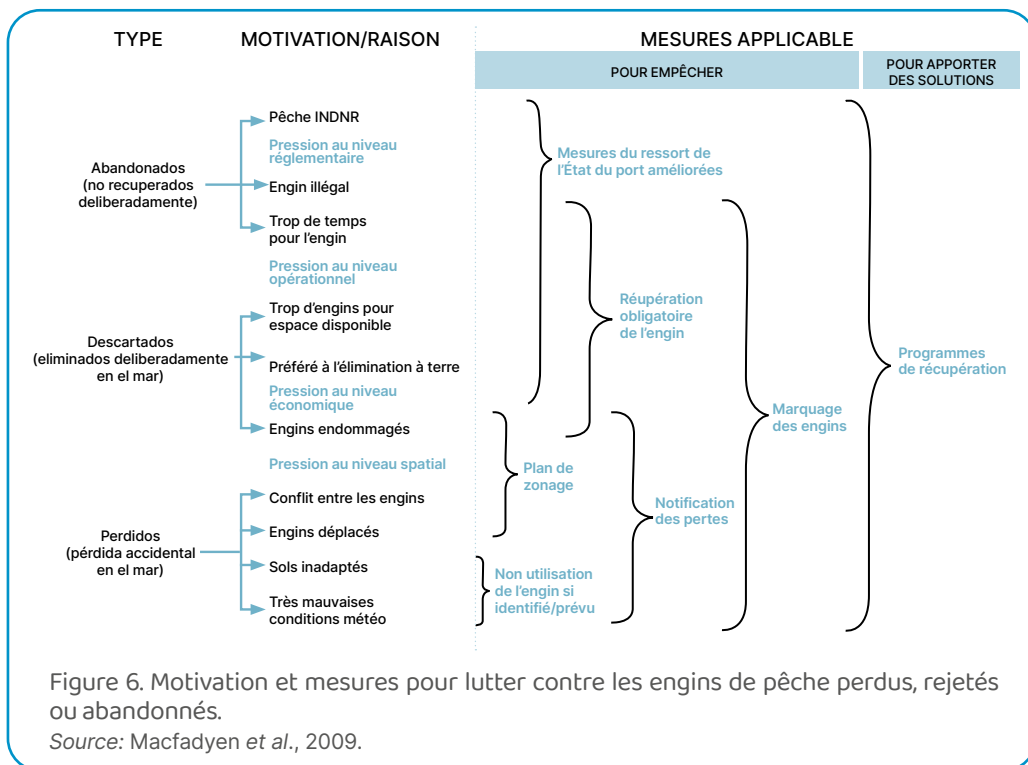 TYPE
MOTIVATION/RAISON
MESURES APPLICABLE
POUR EMPÊCHER
POUR APPORTER
DES SOLUTIONS
Abandonados
(no recuperados
deliberadamente)
Pêche INDNR
Pression au niveau
réglementaire
Engin illégal
Trop de temps
pour l'engin
Pression au niveau
opérationnel
Descartados
(eliminados deliberadamente
en el mar)
Trop d'engins pour
espace disponible
Préféré à l'élimination à terre
Pression au niveau
économique
Engins endommagés
Pression au niveau spatial
Perdidos
(pérdida accidental
en el mar)
Conflit entre les engins
Engins déplacés
Sols inadaptés
Très mauvaises
conditions météo
Mesures du ressort de
l'État du port améliorées
Réupération
obligatoire
de l'engin
Plan de
zonage
Non utilisation
de l'engin si
identifié/prévu
Notification
des pertes
Marquage
des engins
Programmes
de récupération
Figure 6. Motivation et mesures pour lutter contre les engins de pêche perdus, rejetés
ou abandonnés.
Source: Macfadyen et al., 2009.